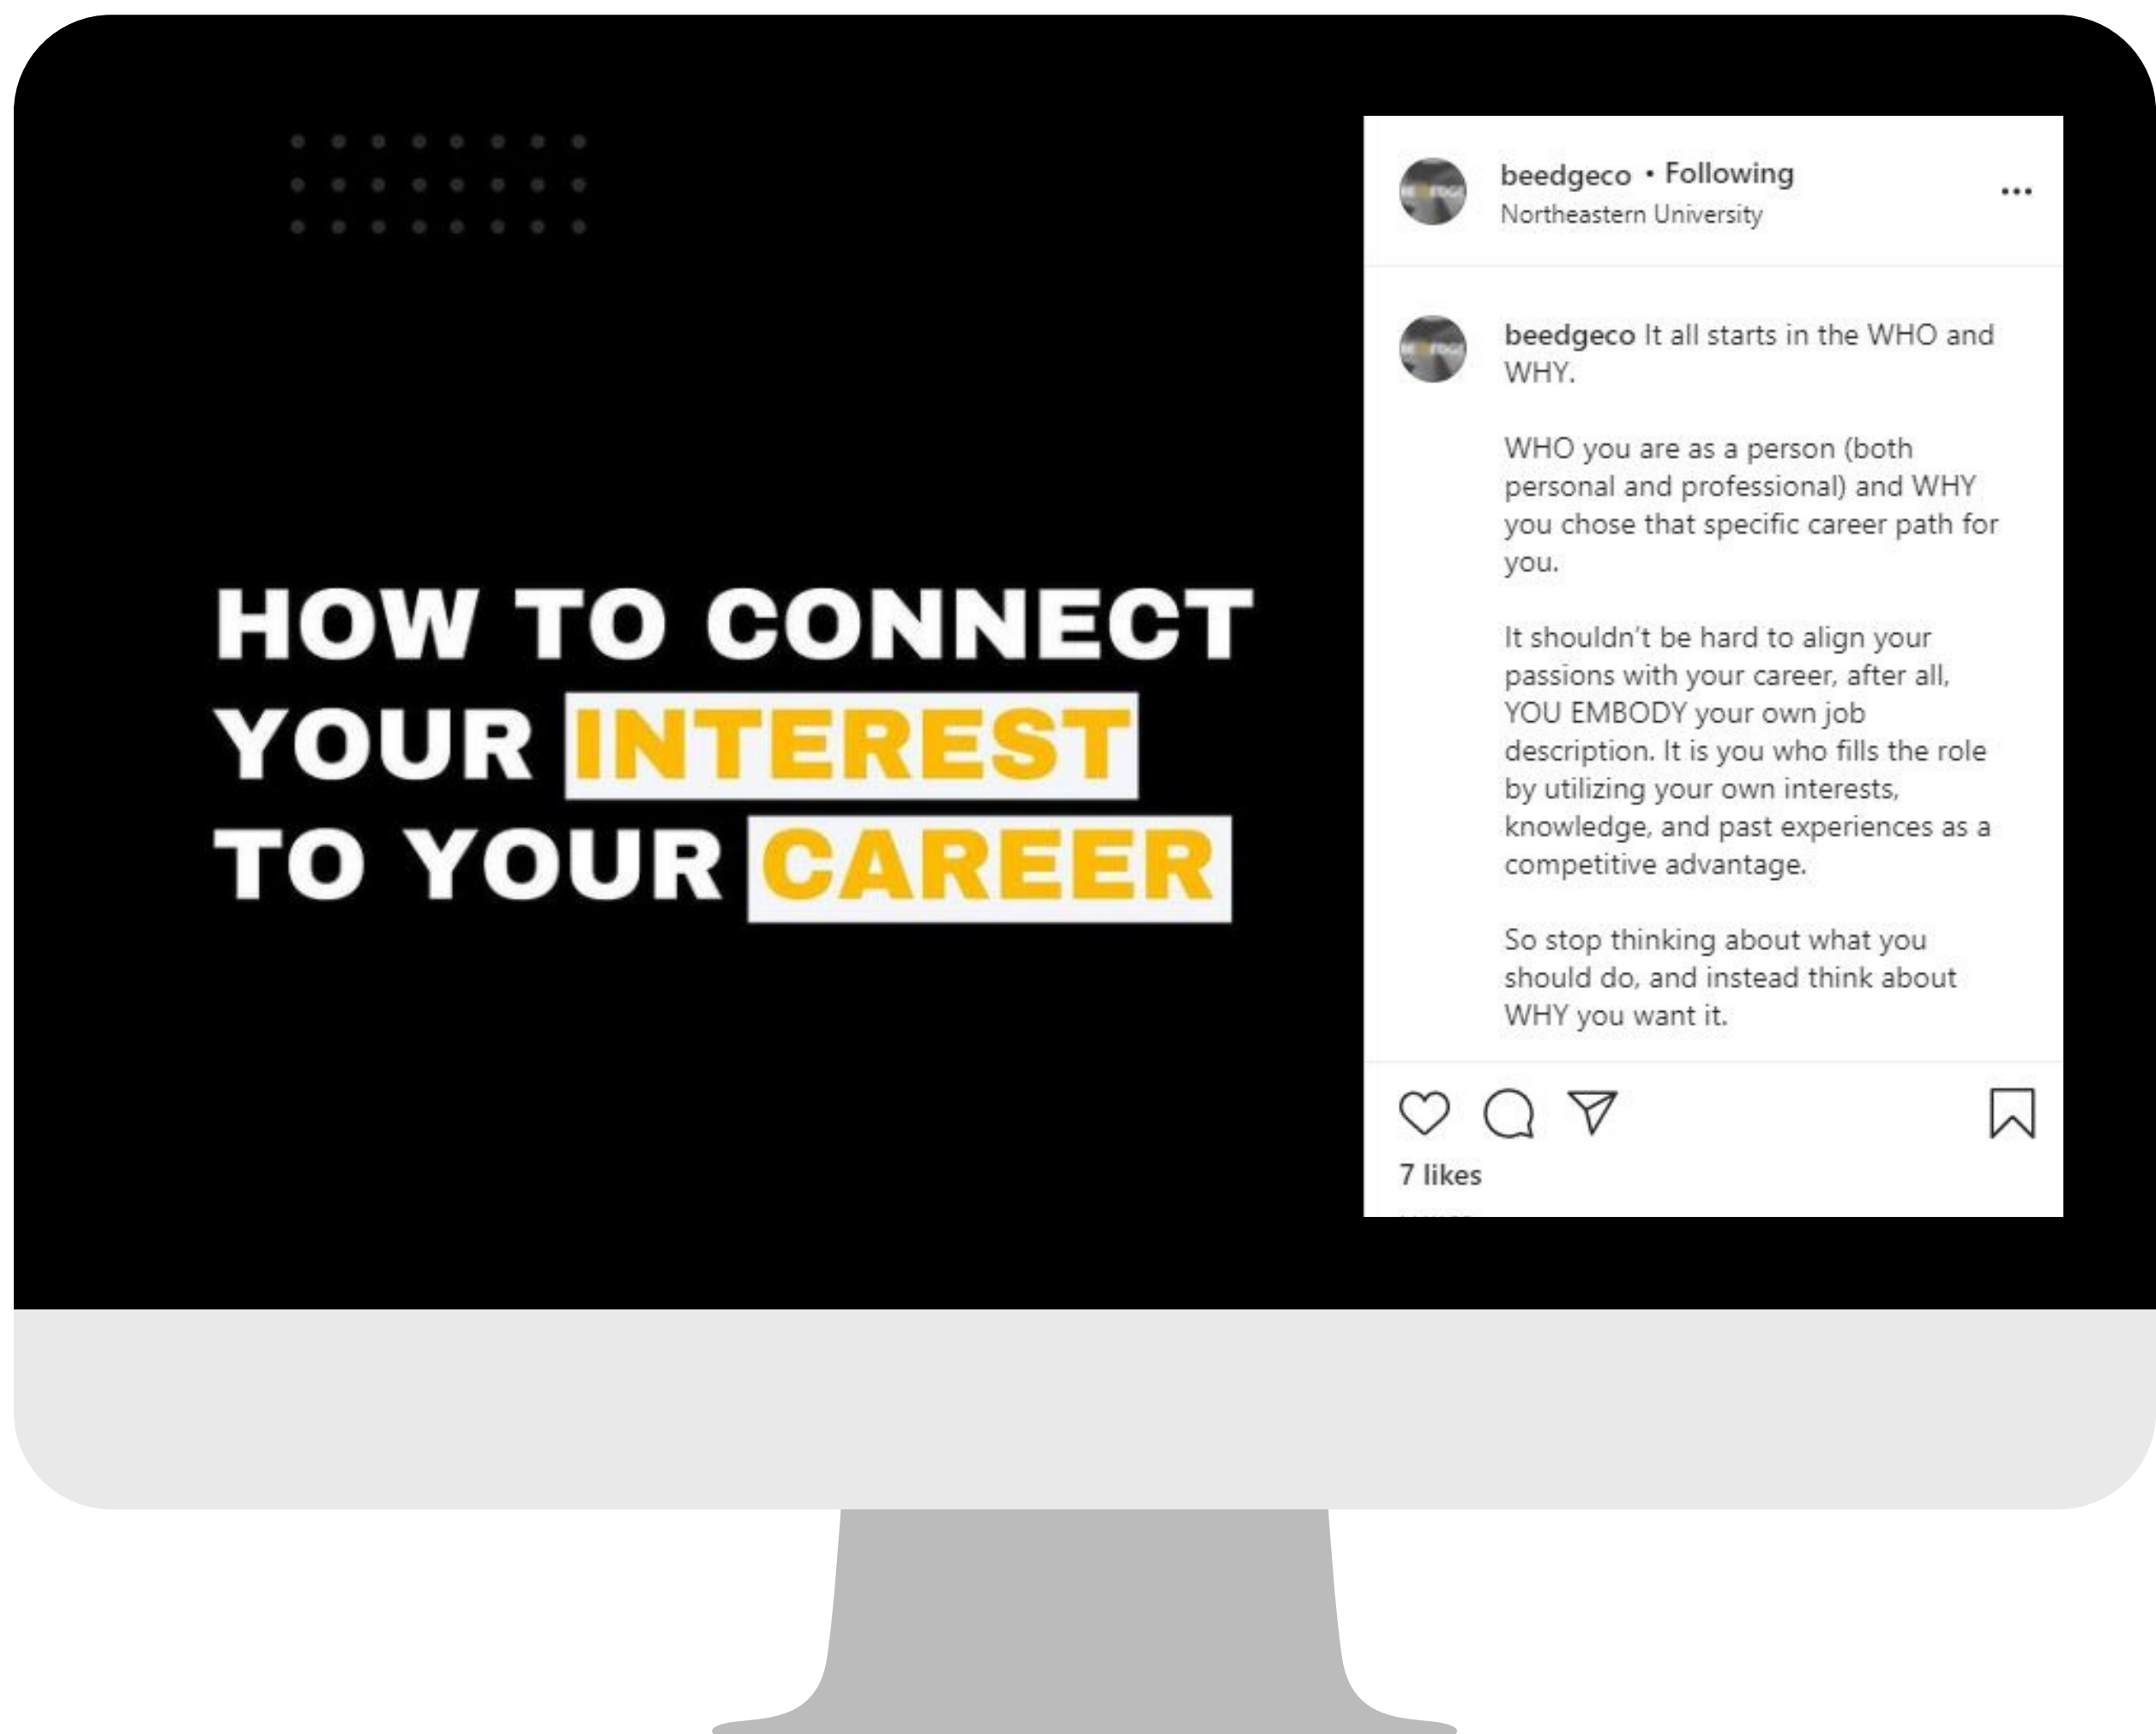 HOW TO CONNECT
YOUR INTEREST
TO YOUR CAREER
beedgeco • Following
Northeastern University
beedgeco It all starts in the WHO and
WHY.
WHO you are as a person (both
personal and professional) and WHY
you chose that specific career path for
you.
It shouldn't be hard to align your
passions with your career, after all,
YOU EMBODY your own job
description. It is you who fills the role
by utilizing your own interests,
knowledge, and past experiences as a
competitive advantage.
So stop thinking about what you
should do, and instead think about
WHY you want it.
7 likes